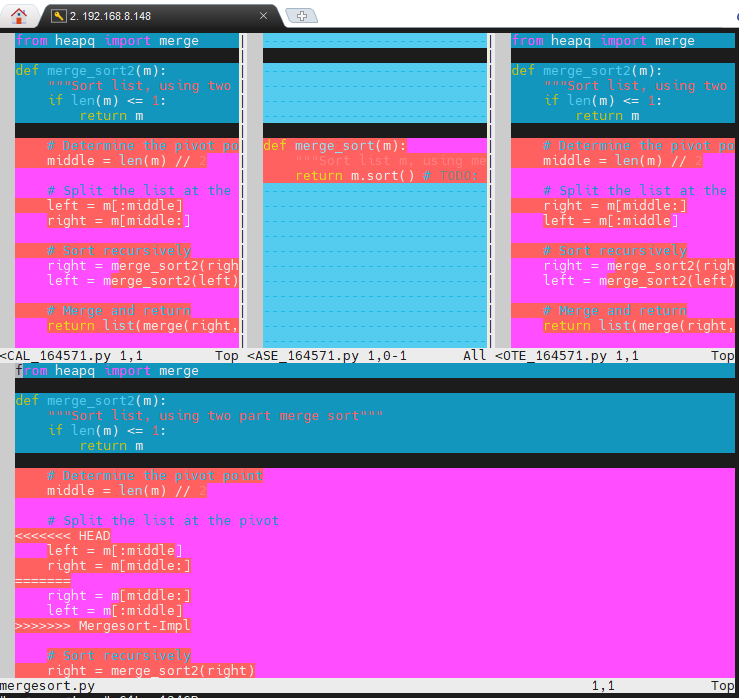 2. 192.168.8.148
from heapq import merge
def merge_sort2(m):
"""Sort list, using two
if len(m) <= 1:
return m
# Determine the pivot po
middle = len(m) // 2
# Split the list at the
left = m[:middle]
right = m[middle:]
# Sort recursively
right = merge_sort2(righ
left = merge_sort2(left)
# Merge and return
return list(merge(right,
<CAL_164571.py 1,1 Top
def merge_sort(m):
"""Sort list m, using me
return m.sort() # TODO:
<ASE_164571.py 1,0-1 All
from heapq import merge
def merge_sort2(m):
"""Sort list, using two
if len(m) <= 1:
return m
# Determine the pivot po
middle = len(m) // 2
# Split the list at the
right = m[middle:]
left = m[:middle]
# Sort recursively
right = merge_sort2(righ
left = merge_sort2(left)
# Merge and return
return list(merge(right,
<OTE_164571.py 1,1 Top
from heapq import merge
def merge_sort2(m):
"""Sort list, using two part merge sort"""
if len(m) <= 1:
return m
# Determine the pivot point
middle = len(m) // 2
# Split the list at the pivot
<<<<<<< HEAD
left = m[:middle]
right = m[middle:]
=======
right = m[middle:]
left = m[:middle]
>>>>>>> Mergesort-Impl
# Sort recursively
right = merge_sort2(right)
mergesort.py 1,1 Top